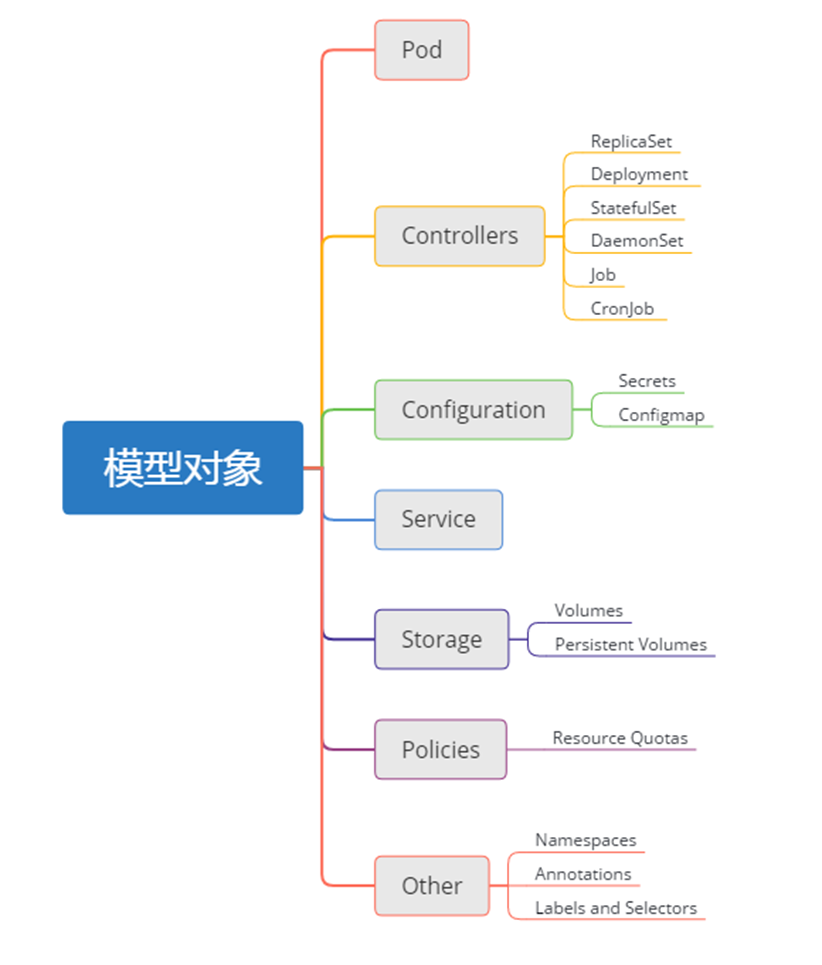 模型对象
Pod
Controllers
ReplicaSet
Deployment
StatefulSet
DaemonSet
Job
CronJob
Configuration
Secrets
Configmap
Service
Storage
Volumes
Persistent Volumes
Policies
Resource Quotas
Other
Namespaces
Annotations
Labels and Selectors